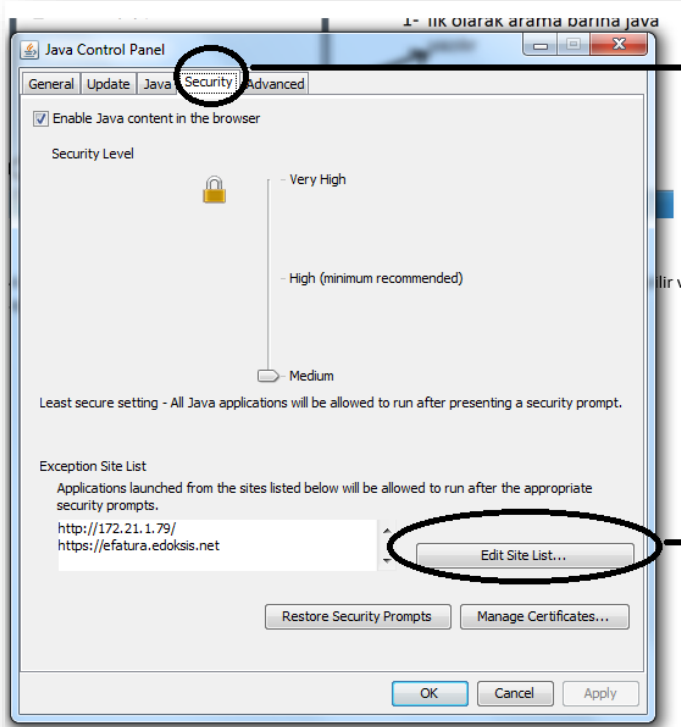 1- İlk olarak arama barına java
Java Control Panel
General Update Java Security Advanced
Enable Java content in the browser
Security Level
Very High
High (minimum recommended)
Medium
Least secure setting - All Java applications will be allowed to run after presenting a security prompt.
Exception Site List
Applications launched from the sites listed below will be allowed to run after the appropriate
security prompts.
http://172.21.1.79/
https://efatura.edoksis.net
Edit Site List...
Restore Security Prompts Manage Certificates...
OK Cancel Apply